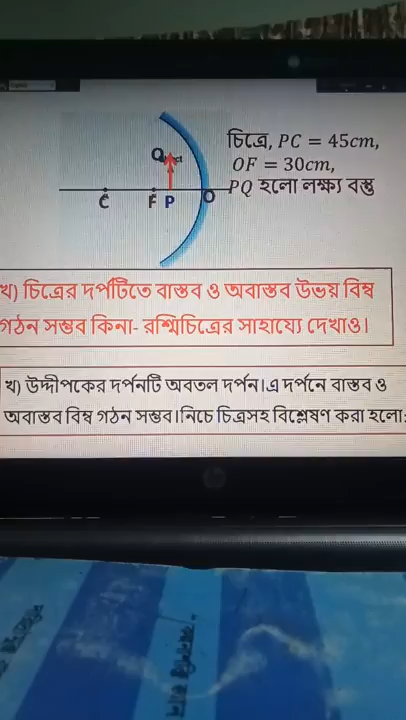 চিত্রে, PC = 45cm,
OF = 30cm,
PQ হলো লক্ষ্য বস্তু
Q
C F P O
খ) চিত্রের দর্পটিতে বাস্তব ও অবাস্তব উভয় বিম্ব
গঠন সম্ভব কিনা- রশ্মিচিত্রের সাহায্যে দেখাও।
খ) উদ্দীপকের দর্পনটি অবতল দর্পন।এ দর্পনে বাস্তব ও
অবাস্তব বিম্ব গঠন সম্ভব।নিচে চিত্রসহ বিশ্লেষণ করা হলো: